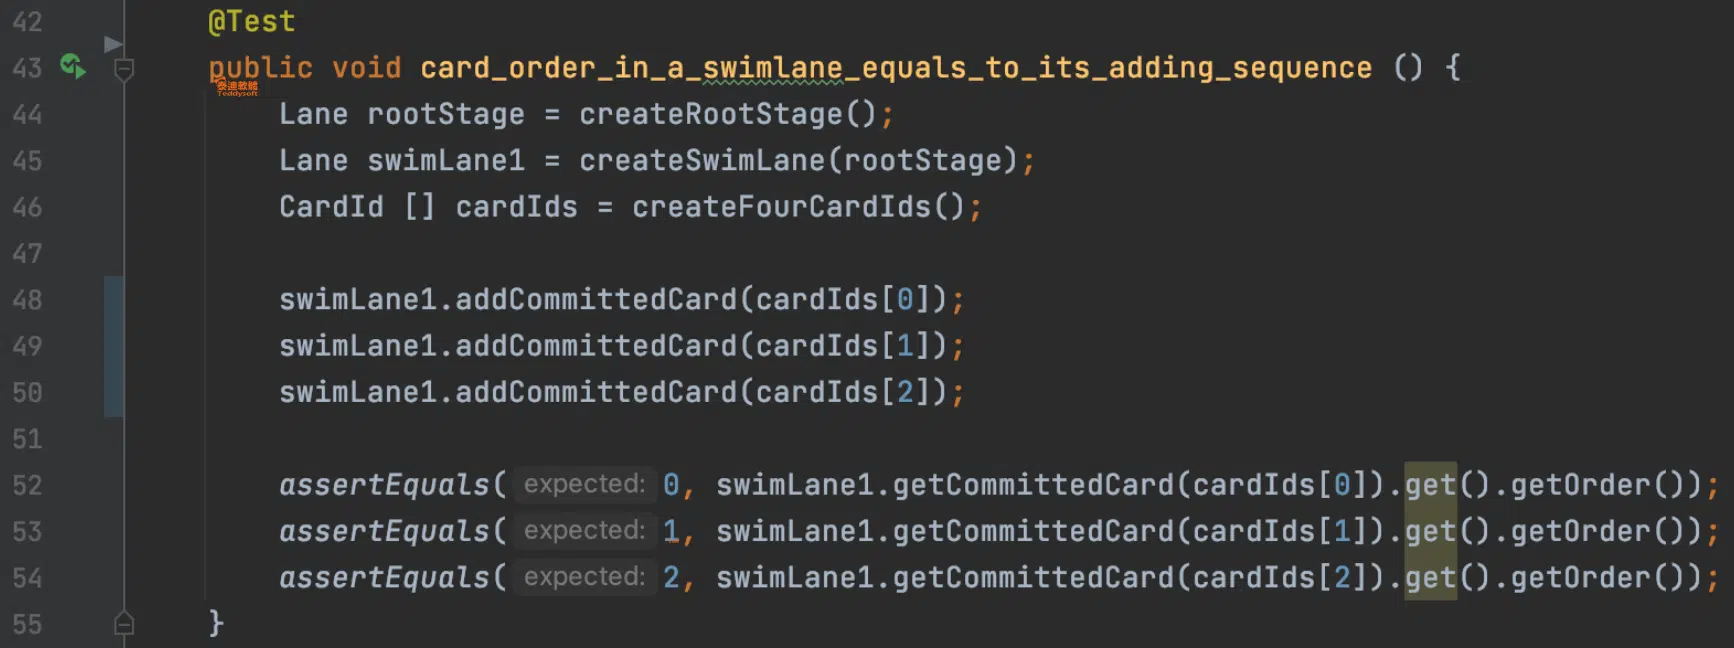 42 @Test
43 public void card_order_in_a_swimlane_equals_to_its_adding_sequence () {
泰迪軟體
Teddysoft
44 Lane rootStage = createRootStage();
45 Lane swimLane1 = createSwimLane(rootStage);
46 CardId [] cardIds = createFourCardIds();
47
48 swimLane1.addCommittedCard(cardIds[0]);
49 swimLane1.addCommittedCard(cardIds[1]);
50 swimLane1.addCommittedCard(cardIds[2]);
51
52 assertEquals( expected: 0, swimLane1.getCommittedCard(cardIds[0]).get().getOrder());
53 assertEquals( expected: 1, swimLane1.getCommittedCard(cardIds[1]).get().getOrder());
54 assertEquals( expected: 2, swimLane1.getCommittedCard(cardIds[2]).get().getOrder());
55 }